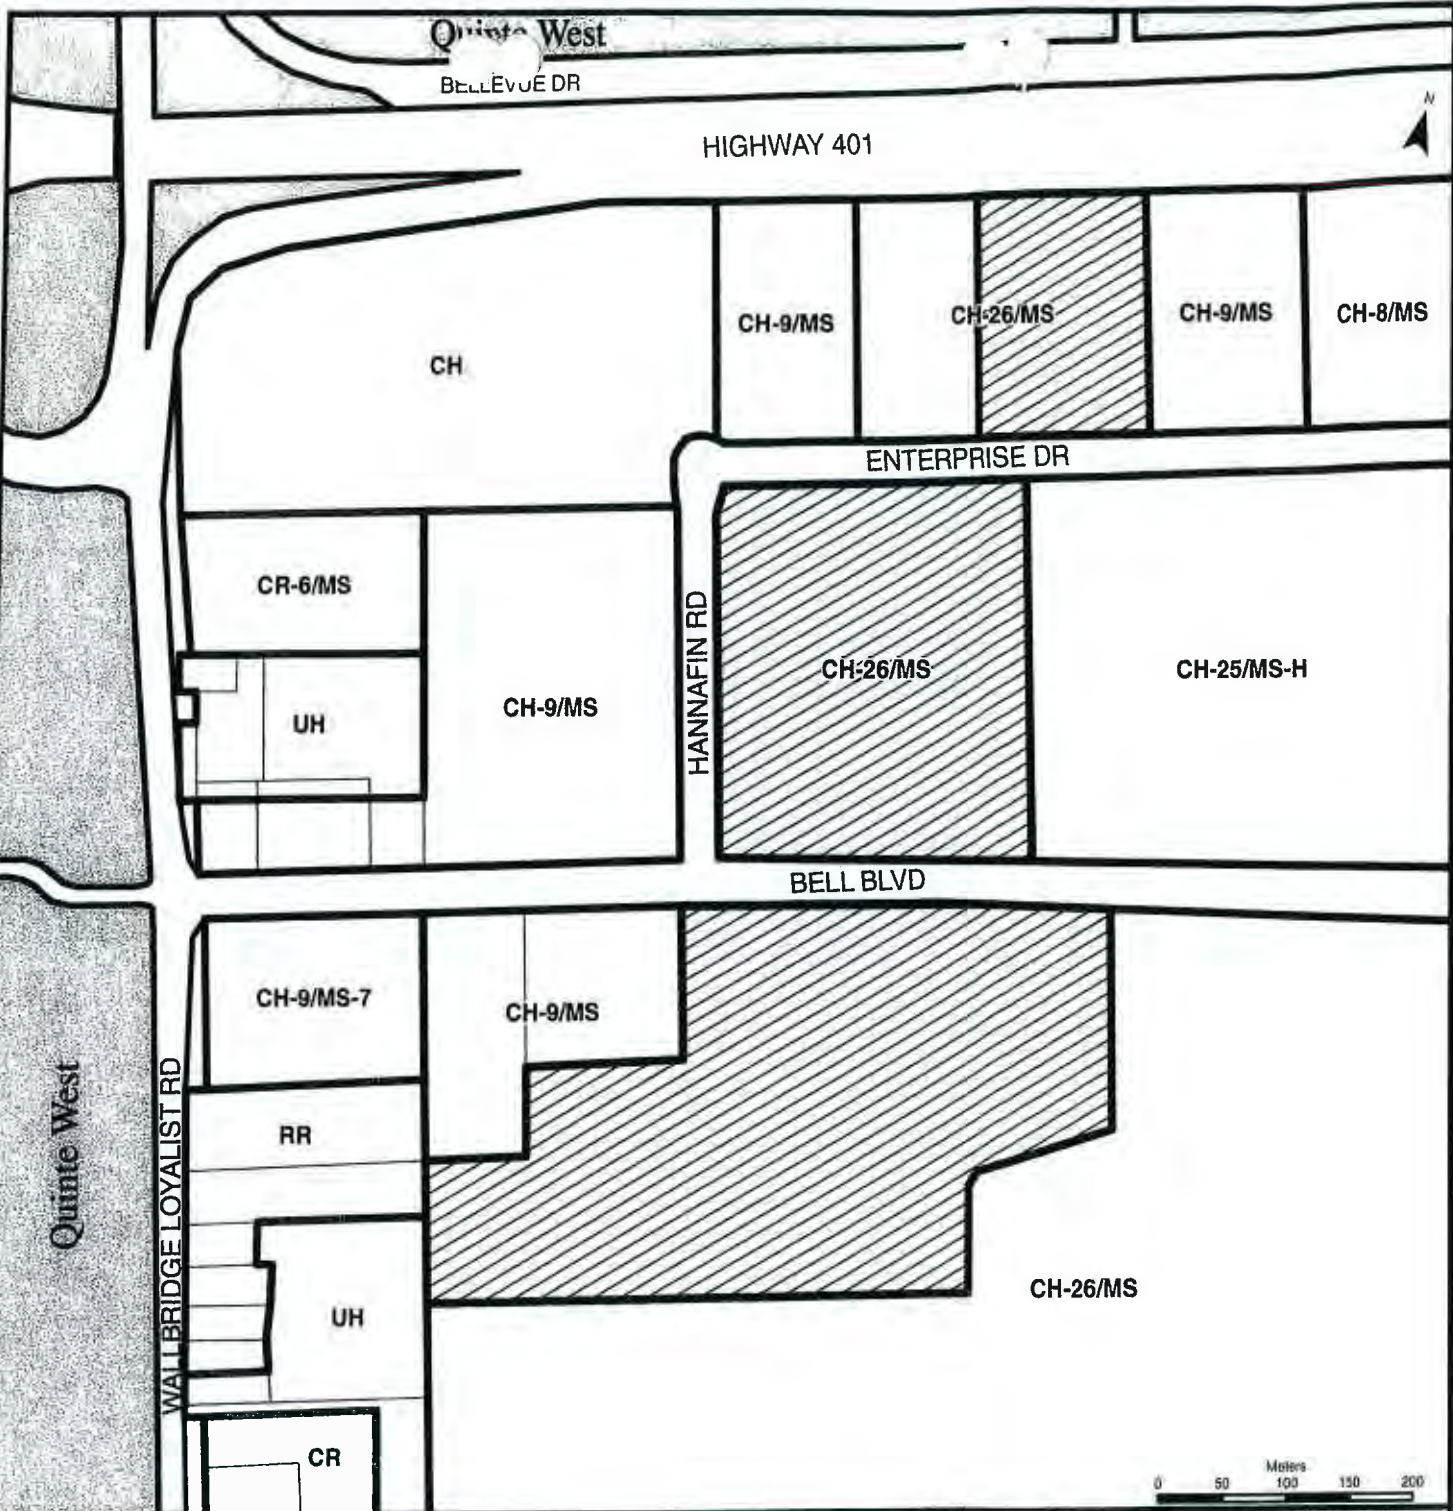 Quinte West
BELLEVUE DR
HIGHWAY 401
N
CH-9/MS
CH-26/MS
CH-9/MS
CH-8/MS
CH
ENTERPRISE DR
CR-6/MS
HANNAFIN RD
CH-26/MS
CH-25/MS-H
UH
CH-9/MS
BELL BLVD
CH-9/MS-7
CH-9/MS
Quinte West
WALLBRIDGE LOYALIST RD
RR
CH-26/MS
UH
CR
Meters
0 50 100 150 200